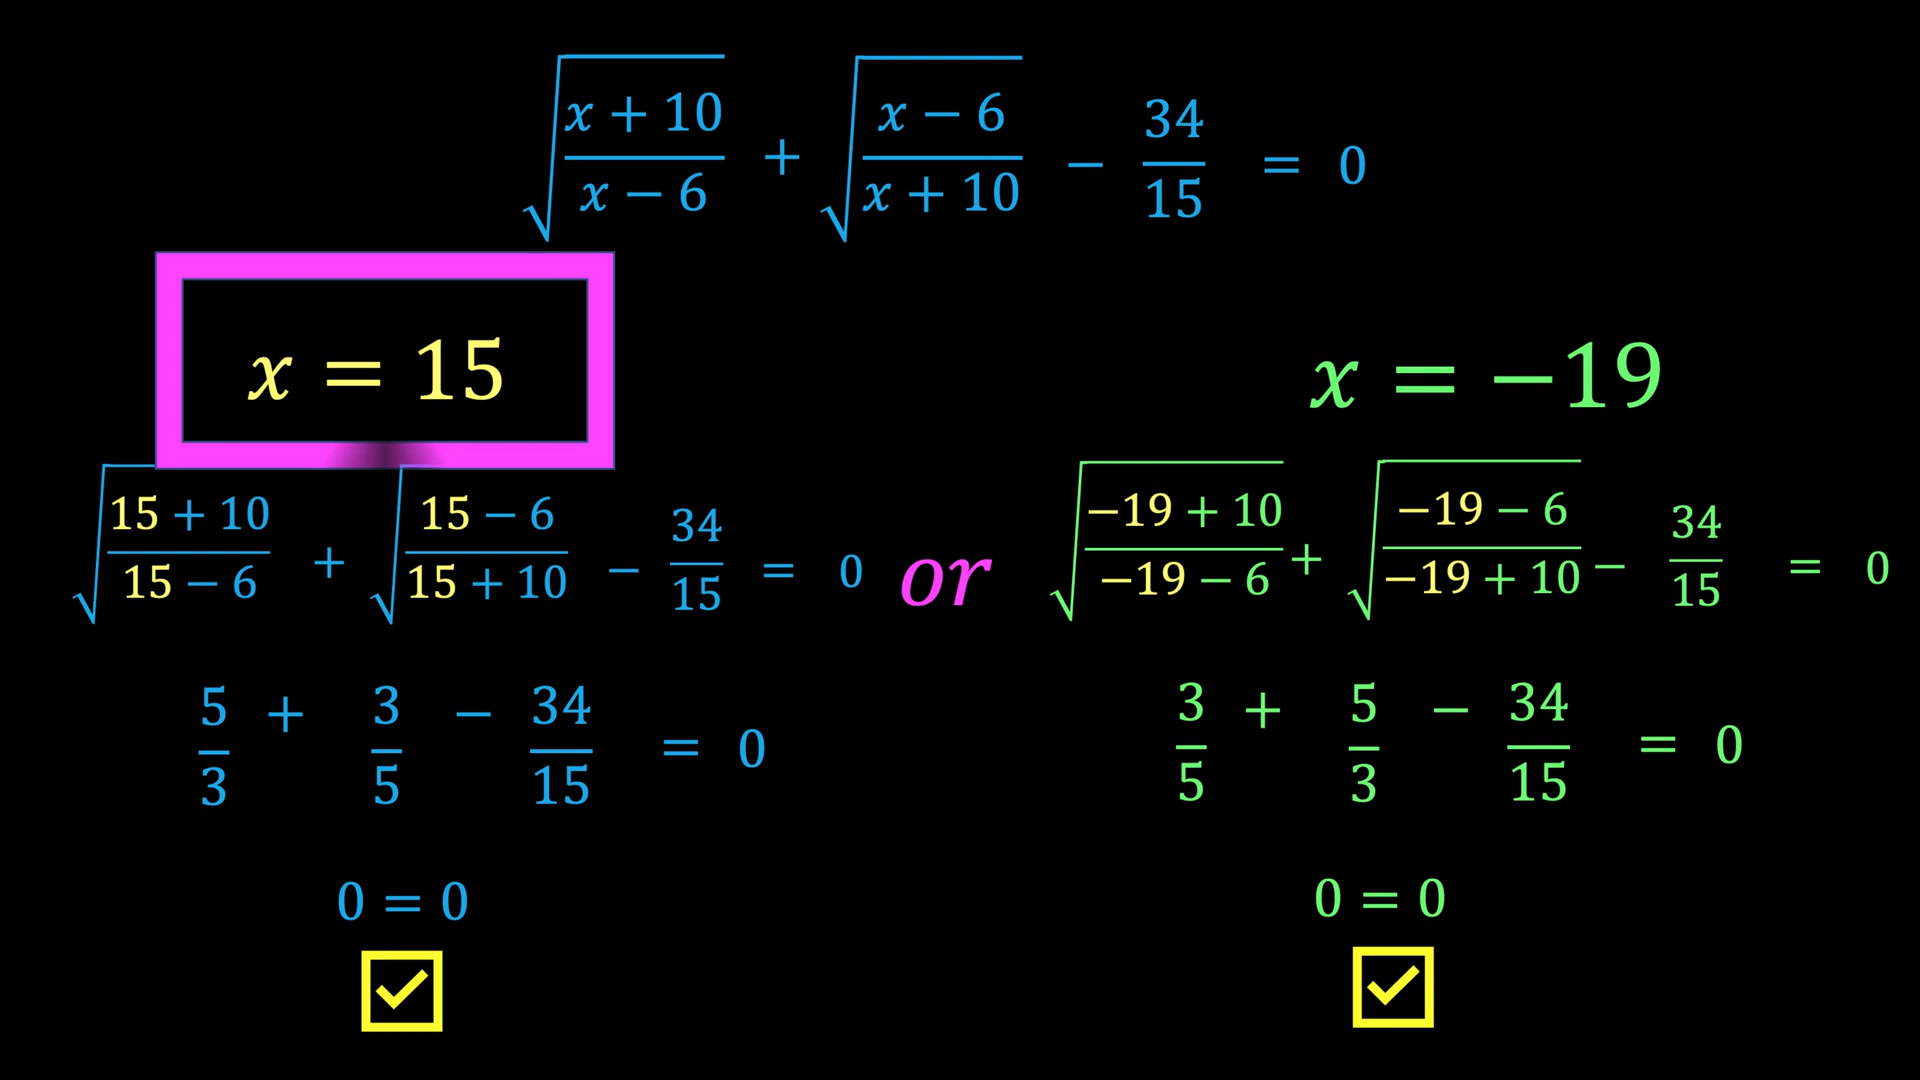 √((x + 10)/(x − 6)) + √((x − 6)/(x + 10)) − 34/15 = 0
x = 15
x = −19
√((15 + 10)/(15 − 6)) + √((15 − 6)/(15 + 10)) − 34/15 = 0
or
√((−19 + 10)/(−19 − 6)) + √((−19 − 6)/(−19 + 10)) − 34/15 = 0
5/3 + 3/5 − 34/15 = 0
3/5 + 5/3 − 34/15 = 0
0 = 0
0 = 0